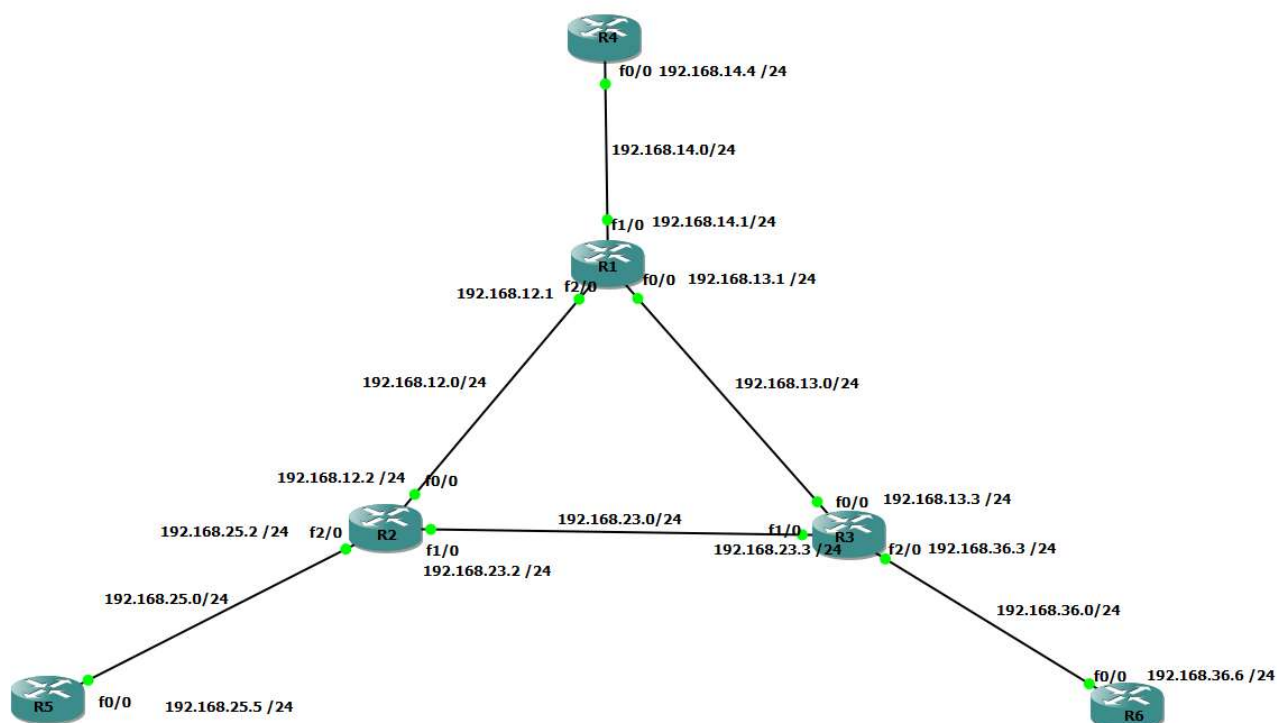 R4
f0/0 192.168.14.4 /24
192.168.14.0/24
f1/0 192.168.14.1/24
R1
192.168.12.1 f2/0
f0/0 192.168.13.1 /24
192.168.12.0/24
192.168.13.0/24
192.168.12.2 /24 f0/0
f0/0 192.168.13.3 /24
192.168.25.2 /24 f2/0
R2
192.168.23.0/24
f1/0
R3
f1/0
192.168.23.2 /24
192.168.23.3 /24
f2/0 192.168.36.3 /24
192.168.25.0/24
192.168.36.0/24
R5
f0/0 192.168.25.5 /24
f0/0 192.168.36.6 /24
R6